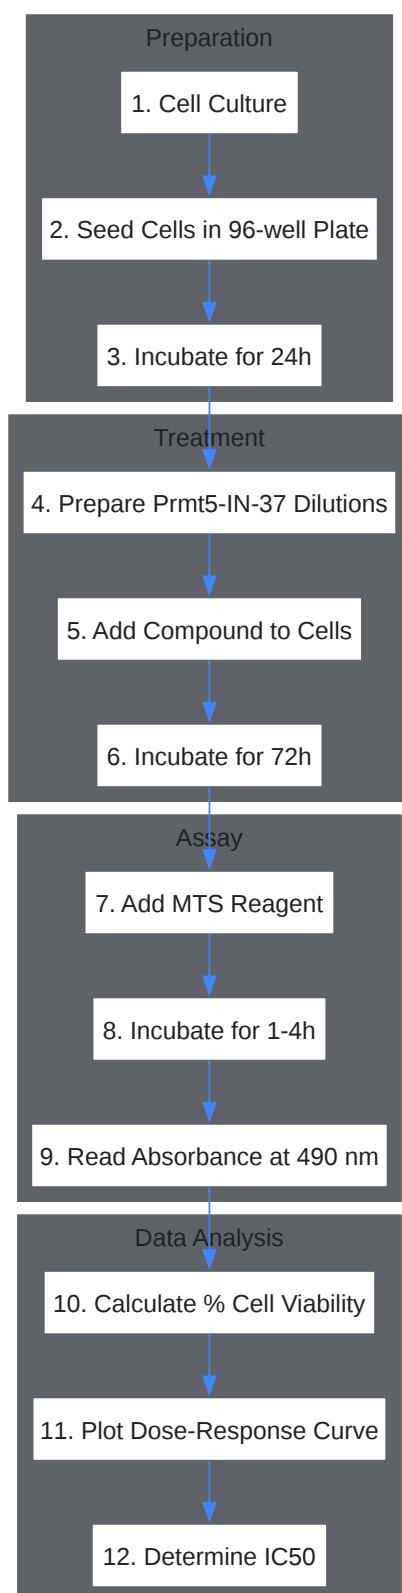 Preparation
1. Cell Culture
2. Seed Cells in 96-well Plate
3. Incubate for 24h
Treatment
4. Prepare Prmt5-IN-37 Dilutions
5. Add Compound to Cells
6. Incubate for 72h
Assay
7. Add MTS Reagent
8. Incubate for 1-4h
9. Read Absorbance at 490 nm
Data Analysis
10. Calculate % Cell Viability
11. Plot Dose-Response Curve
12. Determine IC50